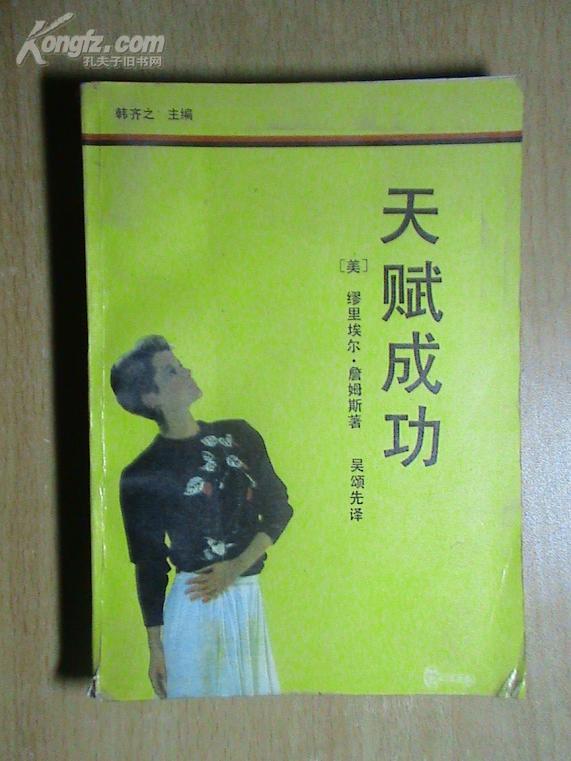 Kongfz.com
孔夫子旧书网
韩齐之 主编
天赋成功
［美］ 缪里埃尔·詹姆斯著
吴颂先译